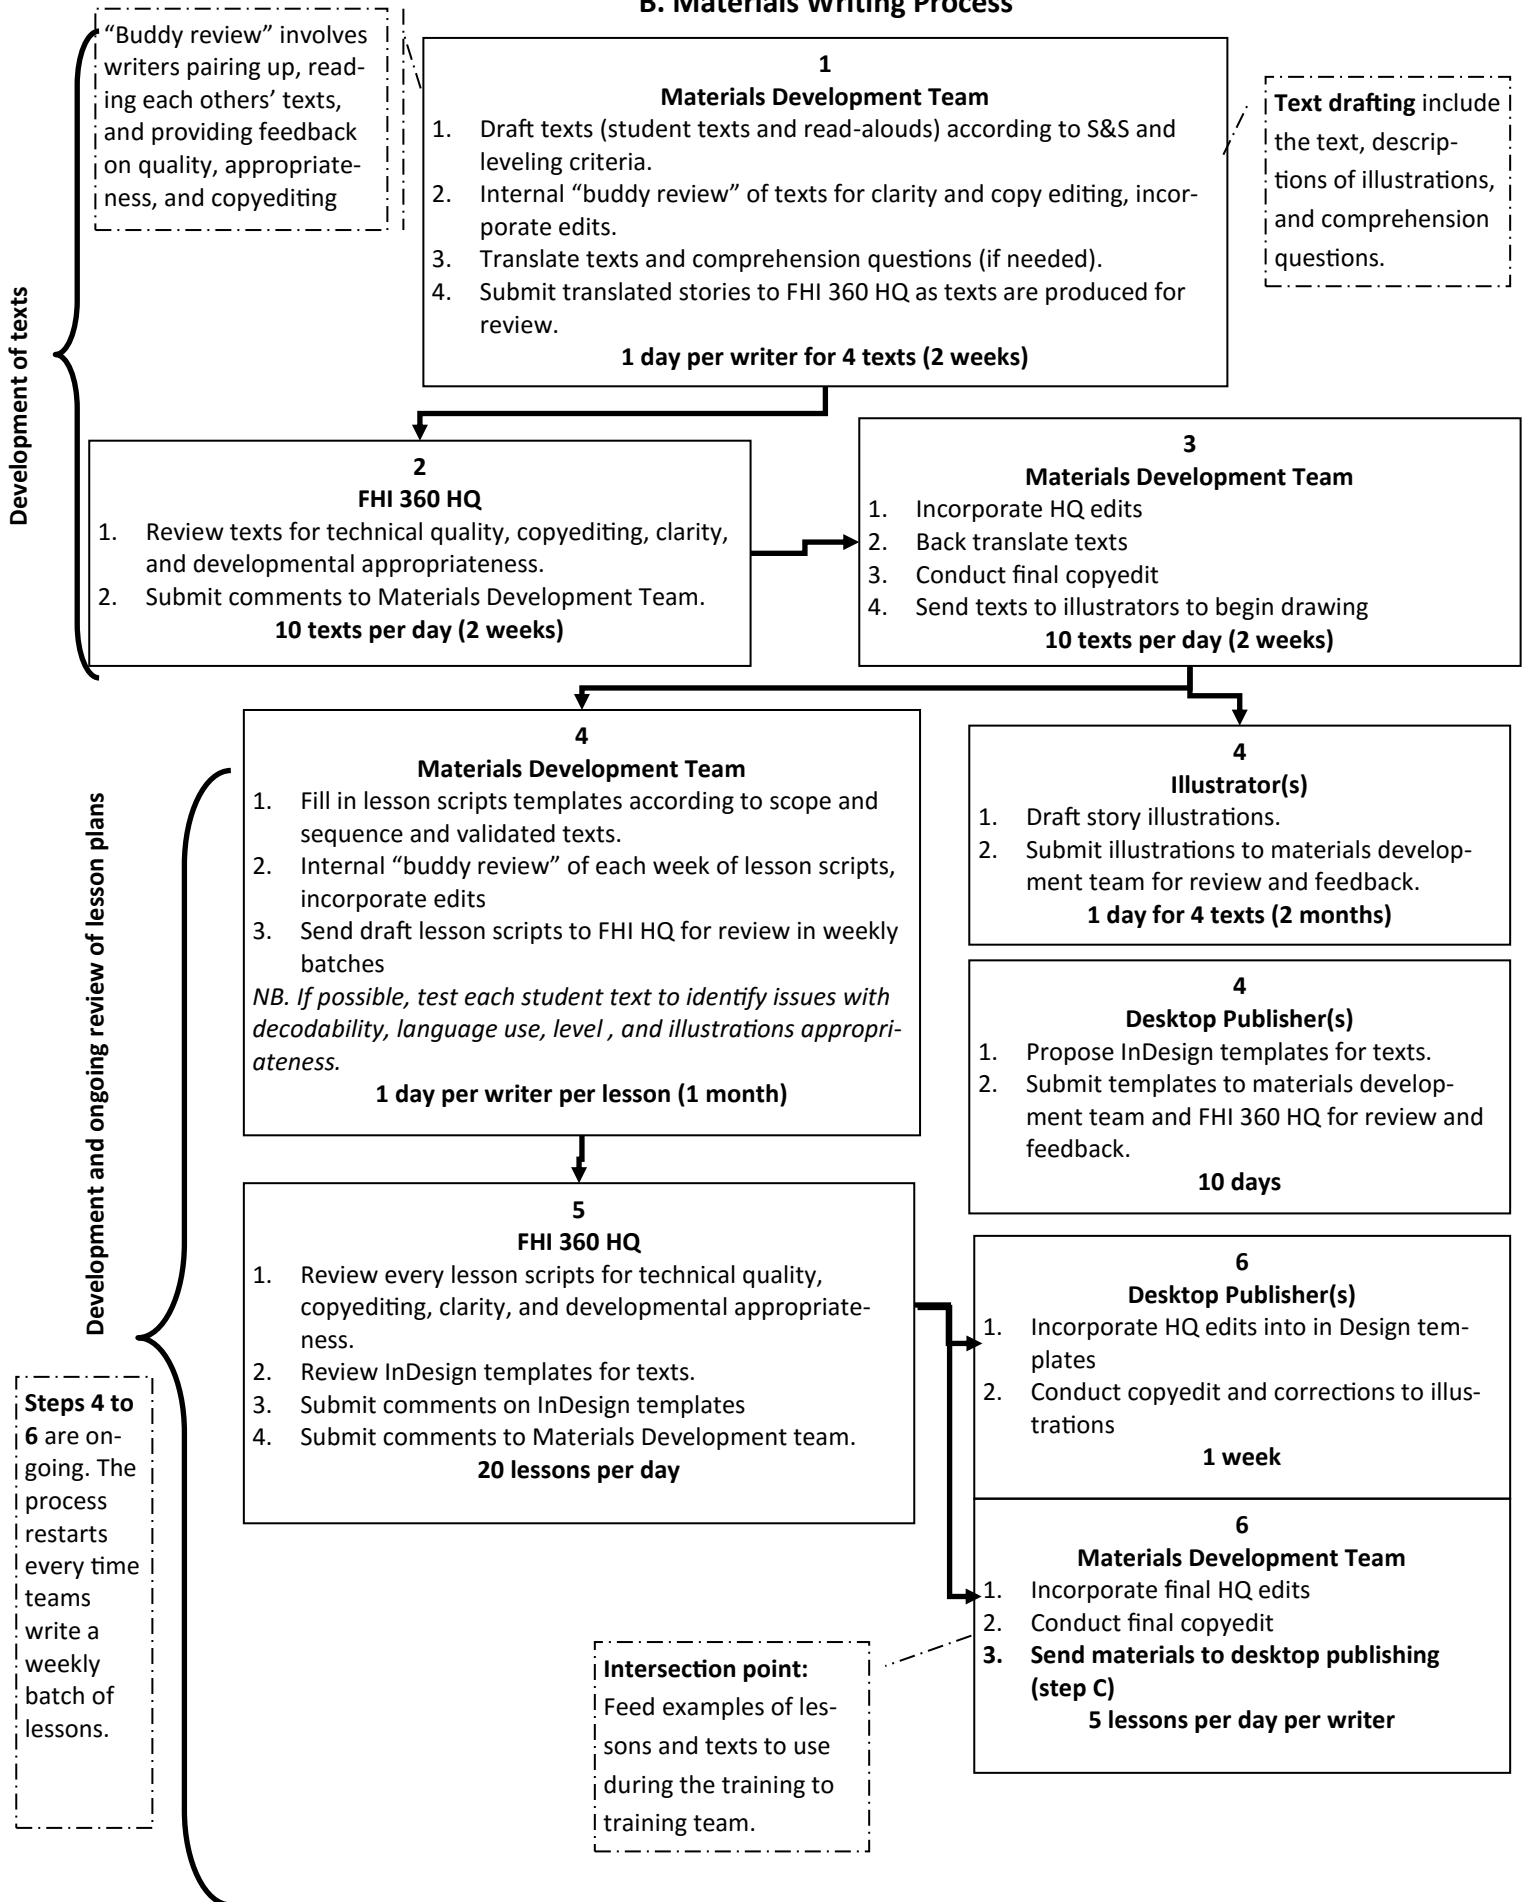 B. Materials Writing Process
“Buddy review” involves
writers pairing up, read-
ing each others’ texts,
and providing feedback
on quality, appropriate-
ness, and copyediting
1
Materials Development Team
1. Draft texts (student texts and read-alouds) according to S&S and
leveling criteria.
2. Internal “buddy review” of texts for clarity and copy editing, incor-
porate edits.
3. Translate texts and comprehension questions (if needed).
4. Submit translated stories to FHI 360 HQ as texts are produced for
review.
1 day per writer for 4 texts (2 weeks)
Text drafting include
the text, descrip-
tions of illustrations,
and comprehension
questions.
Development of texts
2
FHI 360 HQ
1. Review texts for technical quality, copyediting, clarity,
and developmental appropriateness.
2. Submit comments to Materials Development Team.
10 texts per day (2 weeks)
3
Materials Development Team
1. Incorporate HQ edits
2. Back translate texts
3. Conduct final copyedit
4. Send texts to illustrators to begin drawing
10 texts per day (2 weeks)
Development and ongoing review of lesson plans
4
Materials Development Team
1. Fill in lesson scripts templates according to scope and
sequence and validated texts.
2. Internal “buddy review” of each week of lesson scripts,
incorporate edits
3. Send draft lesson scripts to FHI HQ for review in weekly
batches
NB. If possible, test each student text to identify issues with
decodability, language use, level , and illustrations appropri-
ateness.
1 day per writer per lesson (1 month)
4
Illustrator(s)
1. Draft story illustrations.
2. Submit illustrations to materials develop-
ment team for review and feedback.
1 day for 4 texts (2 months)
4
Desktop Publisher(s)
1. Propose InDesign templates for texts.
2. Submit templates to materials develop-
ment team and FHI 360 HQ for review and
feedback.
10 days
5
FHI 360 HQ
1. Review every lesson scripts for technical quality,
copyediting, clarity, and developmental appropriate-
ness.
2. Review InDesign templates for texts.
3. Submit comments on InDesign templates
4. Submit comments to Materials Development team.
20 lessons per day
6
Desktop Publisher(s)
1. Incorporate HQ edits into in Design tem-
plates
2. Conduct copyedit and corrections to illus-
trations
1 week
Steps 4 to
6 are on-
going. The
process
restarts
every time
teams
write a
weekly
batch of
lessons.
6
Materials Development Team
1. Incorporate final HQ edits
2. Conduct final copyedit
3. Send materials to desktop publishing
(step C)
5 lessons per day per writer
Intersection point:
Feed examples of les-
sons and texts to use
during the training to
training team.